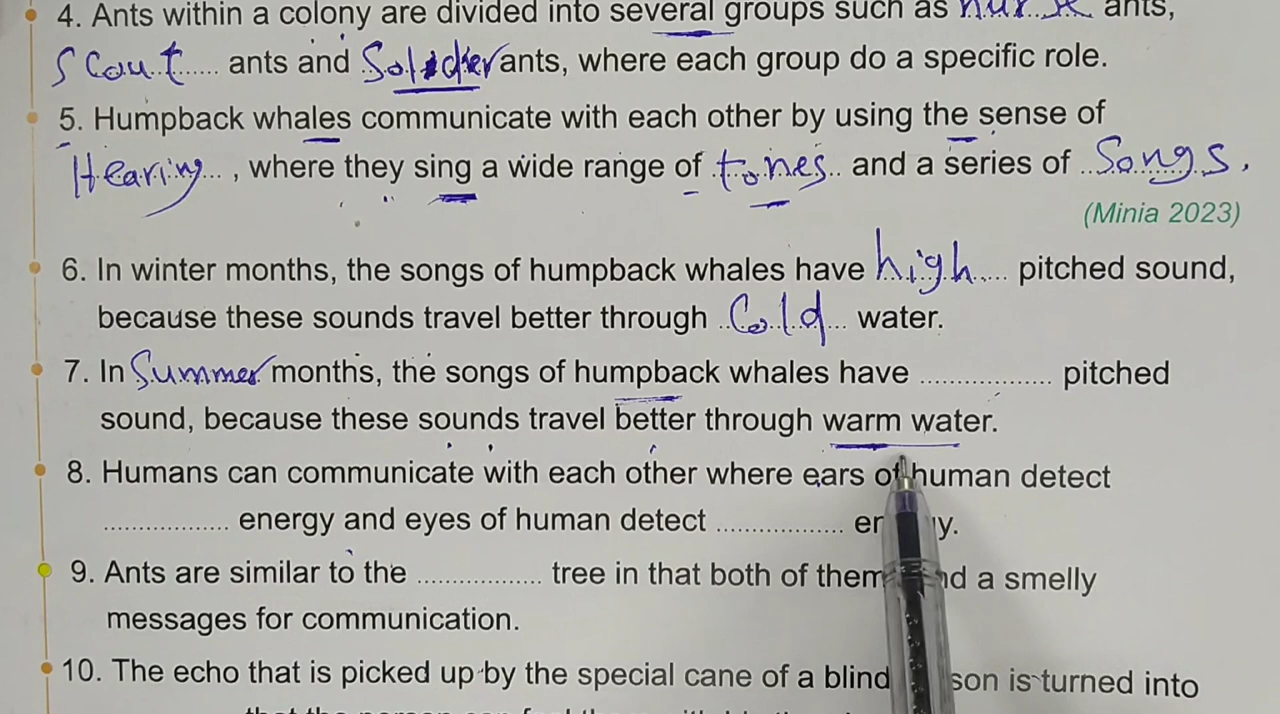 4. Ants within a colony are divided into several groups such as nurse ants,
scout ants and Soldier ants, where each group do a specific role.
5. Humpback whales communicate with each other by using the sense of
Hearing , where they sing a wide range of tones and a series of Songs.
(Minia 2023)
6. In winter months, the songs of humpback whales have high pitched sound,
because these sounds travel better through Cold water.
7. In Summer months, the songs of humpback whales have .................. pitched
sound, because these sounds travel better through warm water.
8. Humans can communicate with each other where ears of human detect
.................. energy and eyes of human detect .................. energy.
9. Ants are similar to the .................. tree in that both of them a smelly
messages for communication.
10. The echo that is picked up by the special cane of a blind is turned into